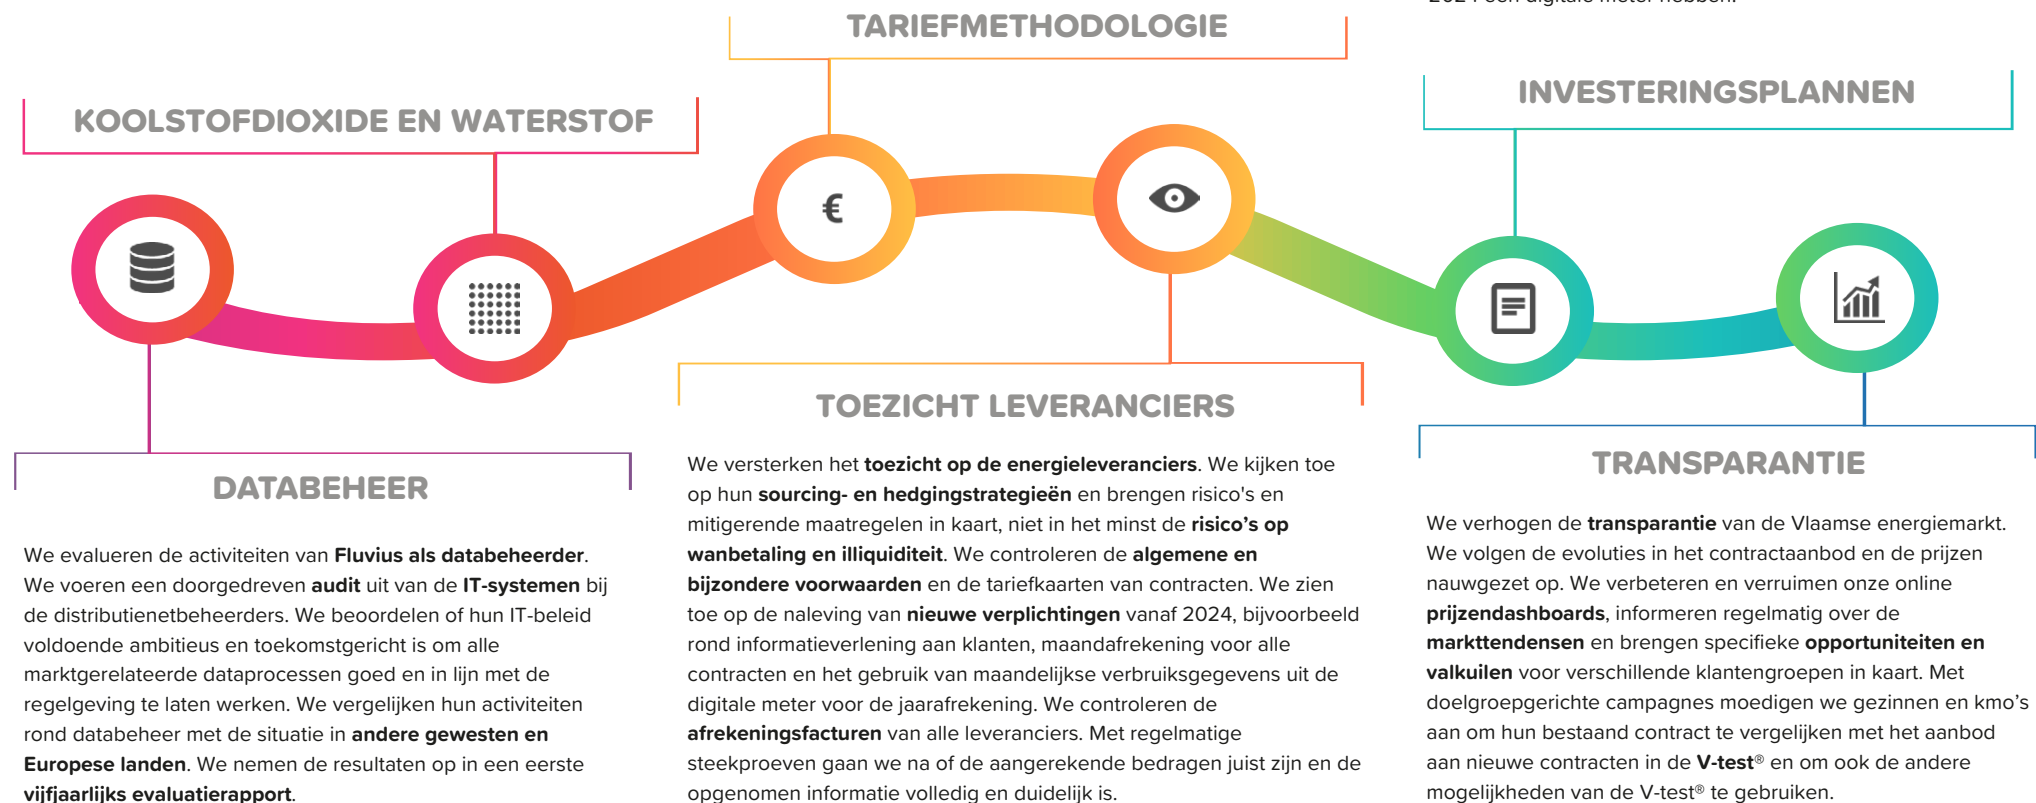 2024 een digitale meter hebben.
TARIEFMETHODOLOGIE
INVESTERINGSPLANNEN
KOOLSTOFDIOXIDE EN WATERSTOF
€
DATABEHEER
We evalueren de activiteiten van Fluvius als databeheerder.
We voeren een doorgedreven audit uit van de IT-systemen bij
de distributienetbeheerders. We beoordelen of hun IT-beleid
voldoende ambitieus en toekomstgericht is om alle
marktgerelateerde dataprocessen goed en in lijn met de
regelgeving te laten werken. We vergelijken hun activiteiten
rond databeheer met de situatie in andere gewesten en
Europese landen. We nemen de resultaten op in een eerste
vijfjaarlijks evaluatierapport.
TOEZICHT LEVERANCIERS
We versterken het toezicht op de energieleveranciers. We kijken toe
op hun sourcing- en hedgingstrategieën en brengen risico's en
mitigerende maatregelen in kaart, niet in het minst de risico’s op
wanbetaling en illiquiditeit. We controleren de algemene en
bijzondere voorwaarden en de tariefkaarten van contracten. We zien
toe op de naleving van nieuwe verplichtingen vanaf 2024, bijvoorbeeld
rond informatieverlening aan klanten, maandafrekening voor alle
contracten en het gebruik van maandelijkse verbruiksgegevens uit de
digitale meter voor de jaarafrekening. We controleren de
afrekeningsfacturen van alle leveranciers. Met regelmatige
steekproeven gaan we na of de aangerekende bedragen juist zijn en de
opgenomen informatie volledig en duidelijk is.
TRANSPARANTIE
We verhogen de transparantie van de Vlaamse energiemarkt.
We volgen de evoluties in het contractaanbod en de prijzen
nauwgezet op. We verbeteren en verruimen onze online
prijzendashboards, informeren regelmatig over de
markttendensen en brengen specifieke opportuniteiten en
valkuilen voor verschillende klantengroepen in kaart. Met
doelgroepgerichte campagnes moedigen we gezinnen en kmo’s
aan om hun bestaand contract te vergelijken met het aanbod
aan nieuwe contracten in de V-test® en om ook de andere
mogelijkheden van de V-test® te gebruiken.